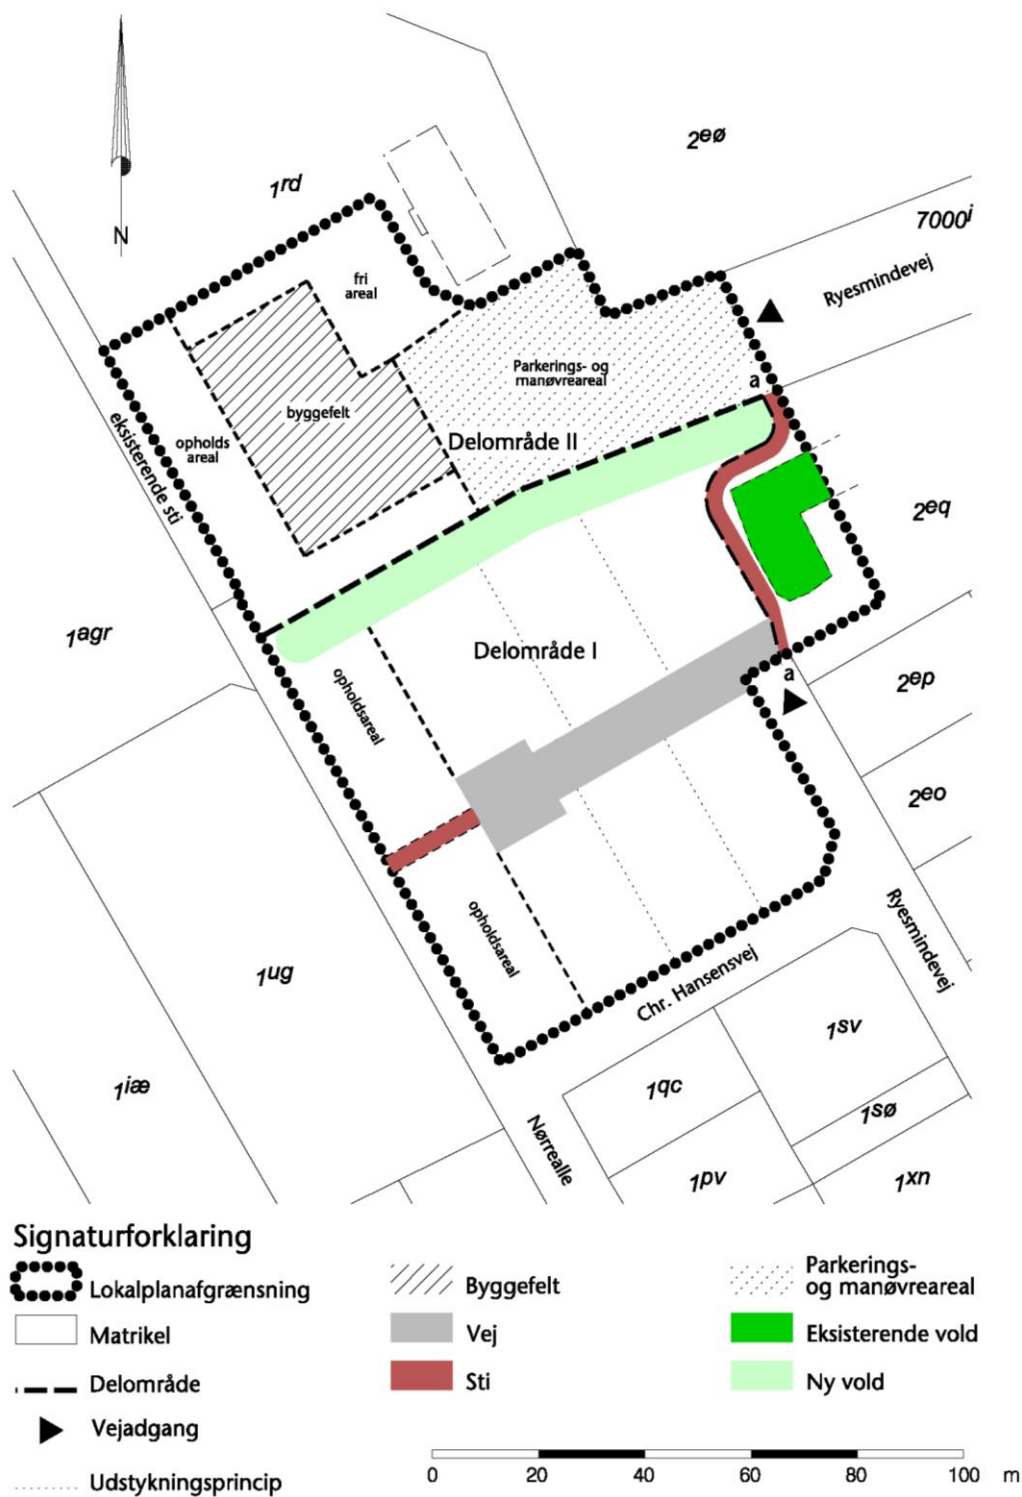 2eø
1rd
7000i
N
Ryesmindevej
fri
areal
Parkerings- og
manøvreareal
a
byggefelt
opholds
areal
Delområde II
eksisterende sti
2eq
1agr
Delområde I
opholdsareal
a
2ep
2eo
opholdsareal
Ryesmindevej
1ug
Chr. Hansensvej
1sv
1iæ
1qc
1sø
Nørrealle
1pv
1xn
Signaturforklaring
Lokalplanafgrænsning
Byggefelt
Parkerings-
og manøvreareal
Matrikel
Vej
Eksisterende vold
Delområde
Sti
Ny vold
Vejadgang
Udstykningsprincip
0 20 40 60 80 100 m